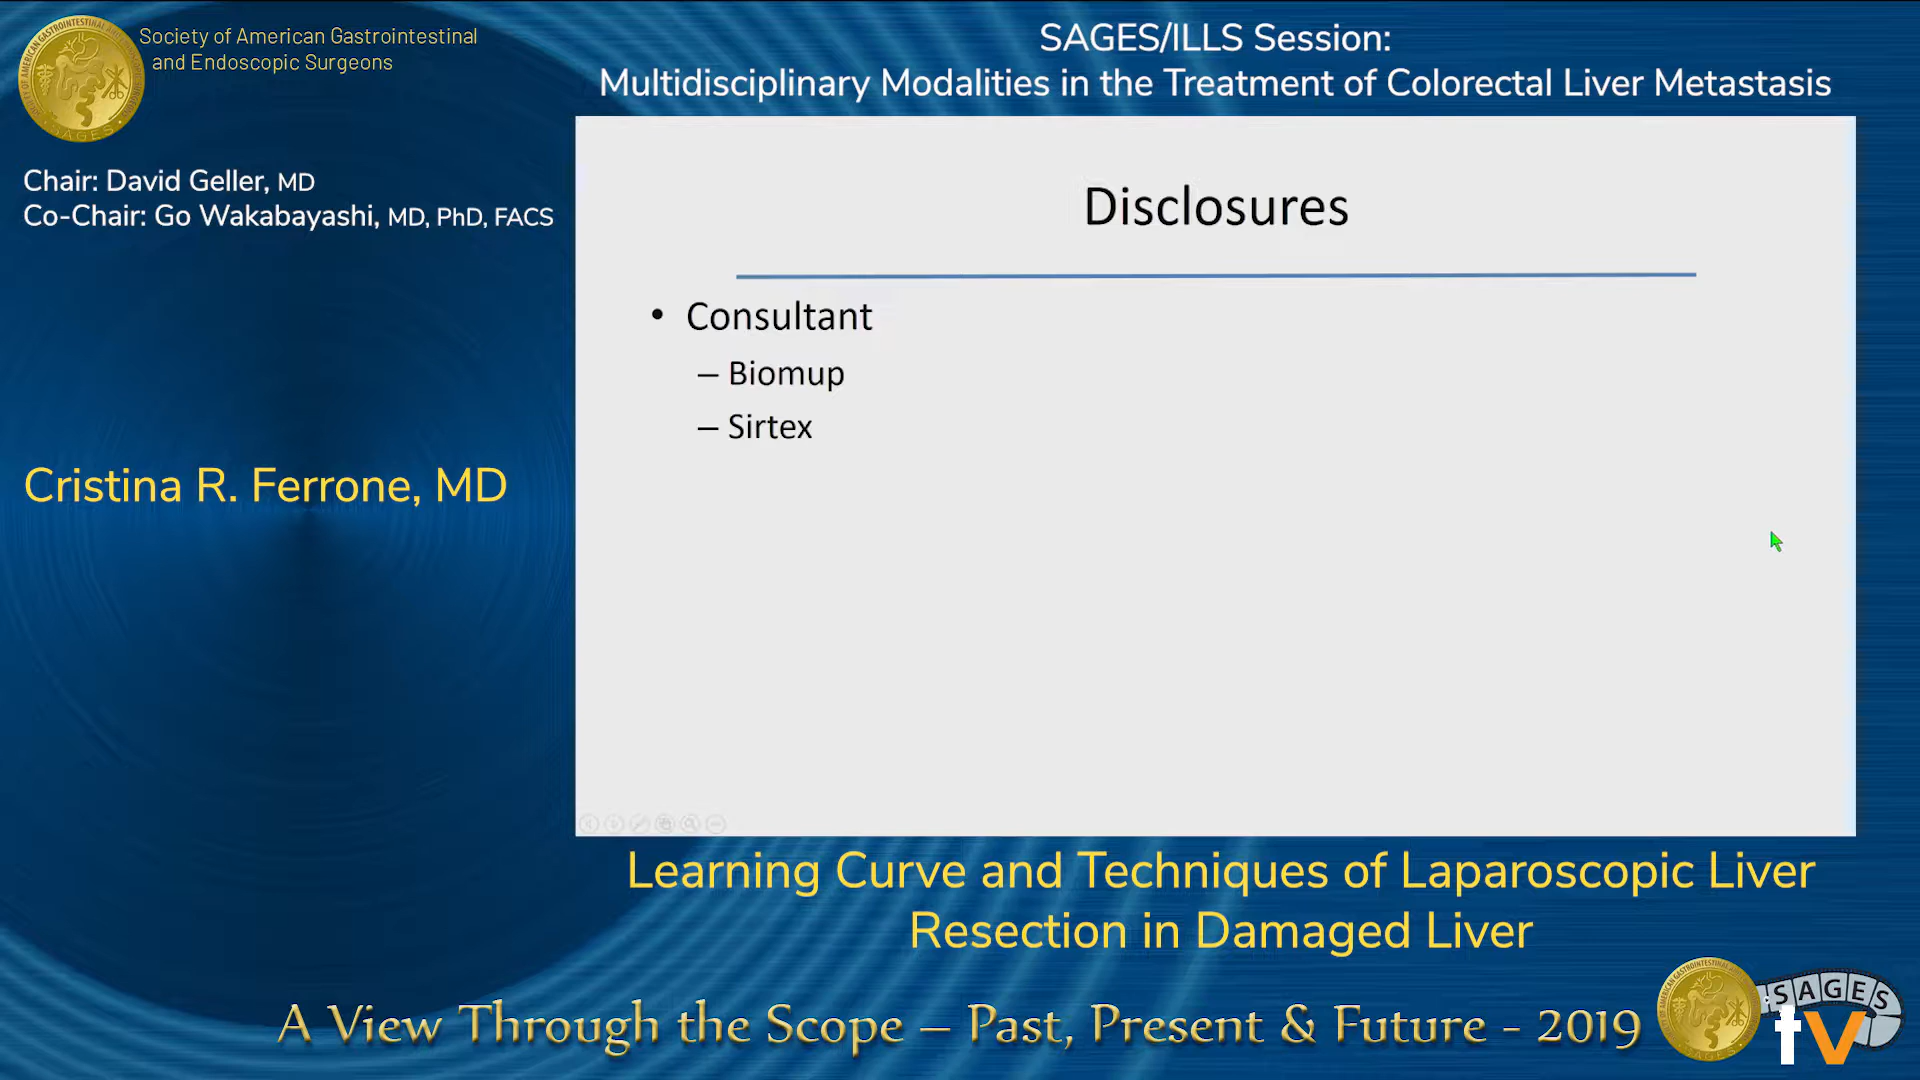 Society of American Gastrointestinal
and Endoscopic Surgeons
SAGES/ILLS Session:
Multidisciplinary Modalities in the Treatment of Colorectal Liver Metastasis
Chair: David Geller, MD
Co-Chair: Go Wakabayashi, MD, PhD, FACS
Cristina R. Ferrone, MD
Disclosures
• Consultant
– Biomup
– Sirtex
Learning Curve and Techniques of Laparoscopic Liver
Resection in Damaged Liver
A View Through the Scope – Past, Present & Future - 2019
SAGES
tv